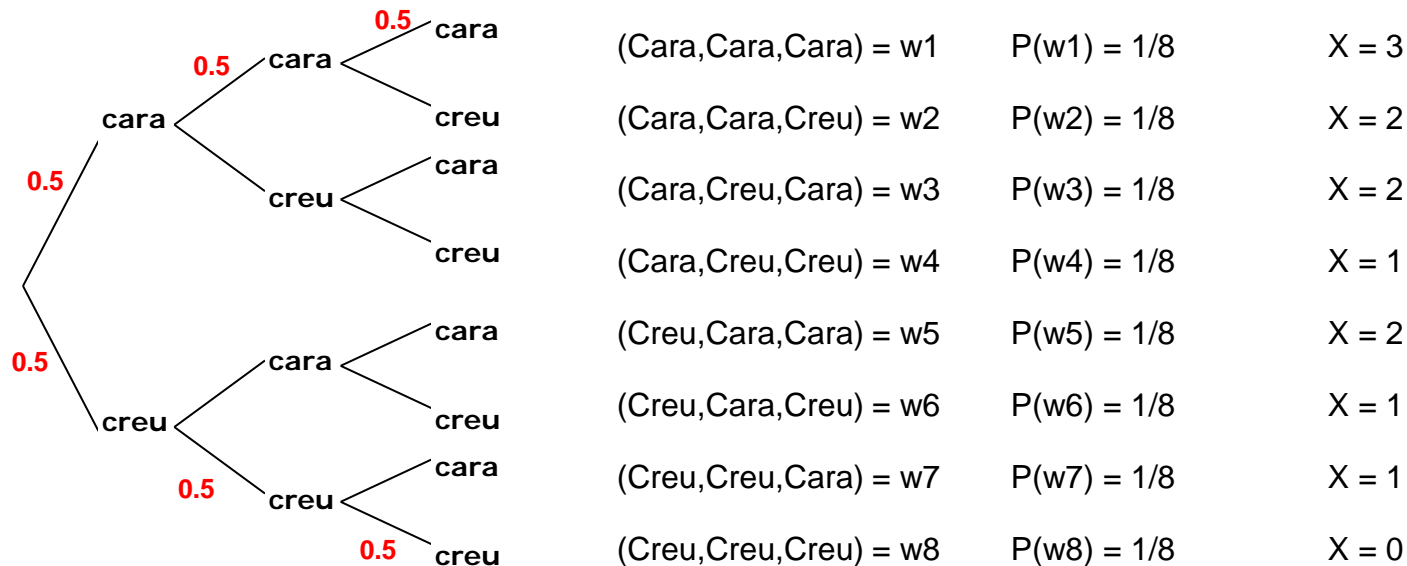 0.5 cara (Cara,Cara,Cara) = w1 P(w1) = 1/8 X = 3
0.5 cara
cara creu (Cara,Cara,Creu) = w2 P(w2) = 1/8 X = 2
cara
0.5 creu (Cara,Creu,Cara) = w3 P(w3) = 1/8 X = 2
creu (Cara,Creu,Creu) = w4 P(w4) = 1/8 X = 1
cara (Creu,Cara,Cara) = w5 P(w5) = 1/8 X = 2
0.5 cara
creu creu (Creu,Cara,Creu) = w6 P(w6) = 1/8 X = 1
cara (Creu,Creu,Cara) = w7 P(w7) = 1/8 X = 1
0.5 creu
0.5 creu (Creu,Creu,Creu) = w8 P(w8) = 1/8 X = 0